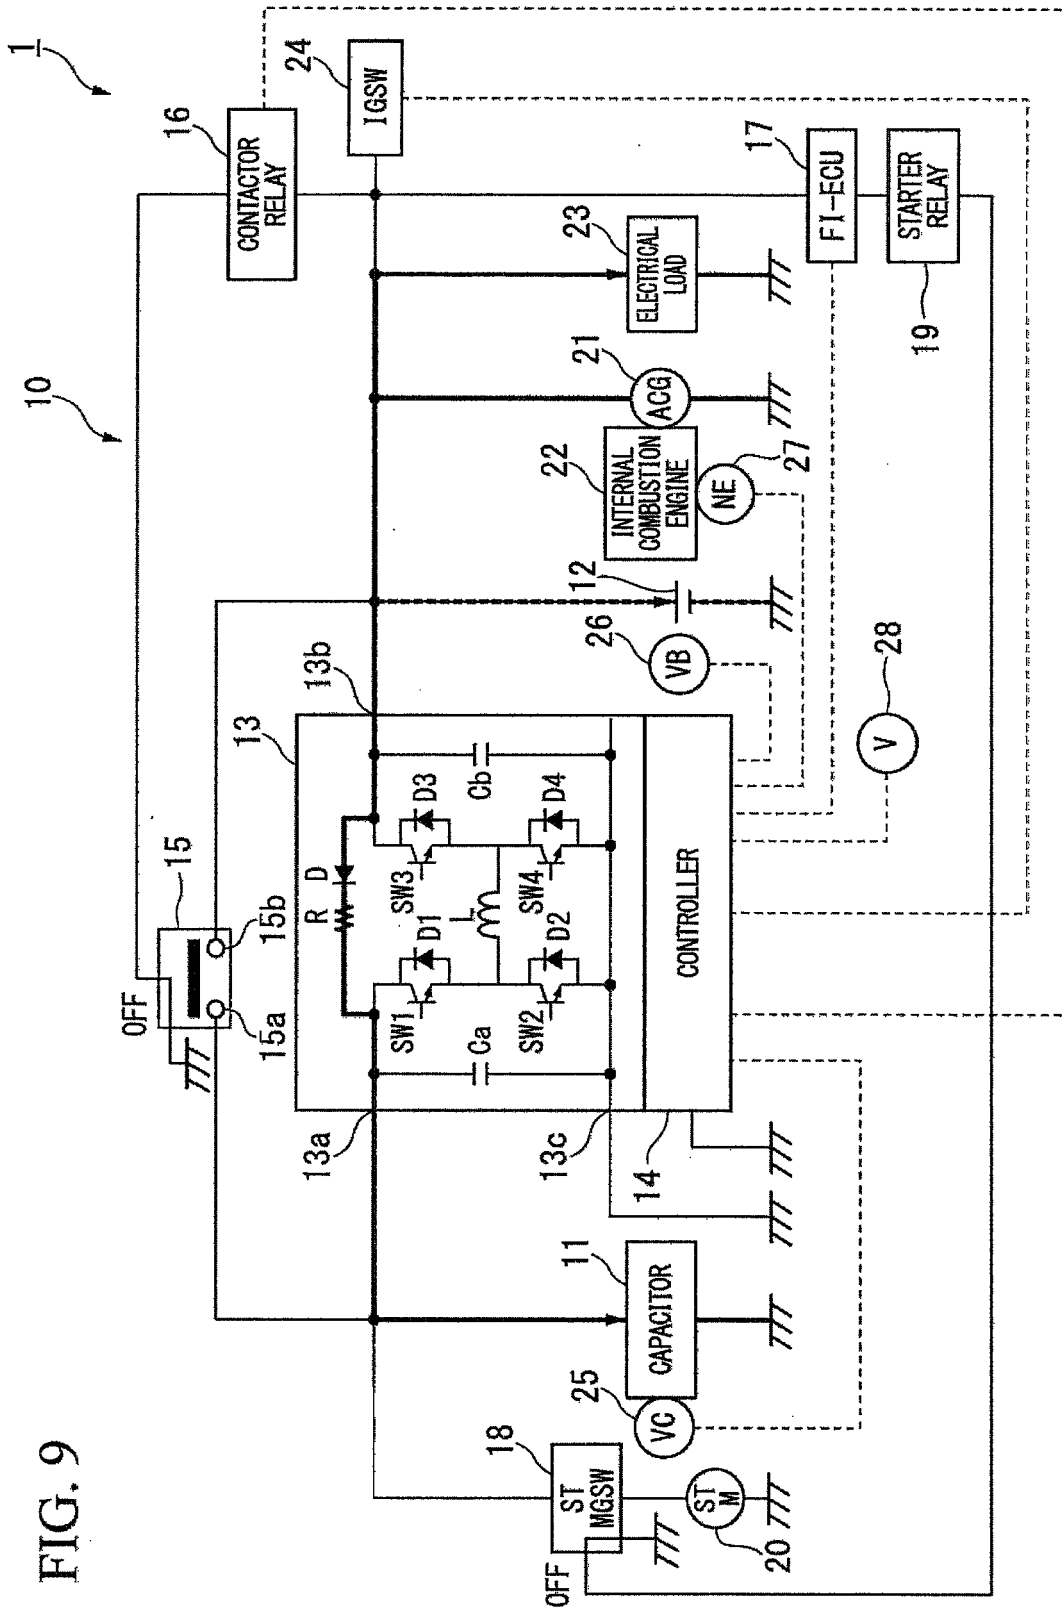 FIG. 9
1
10
OFF
15
15a
15b
16
CONTACTOR
RELAY
24
IGSW
13
13a
13b
13c
R
D
SW1
D1
SW3
D3
L
Ca
Cb
SW2
D2
SW4
D4
14
CONTROLLER
OFF
18
ST
MGSW
ST
M
20
25
VC
11
CAPACITOR
26
VB
12
22
INTERNAL
COMBUSTION
ENGINE
NE
27
21
ACG
23
ELECTRICAL
LOAD
17
FI-ECU
STARTER
RELAY
19
28
V